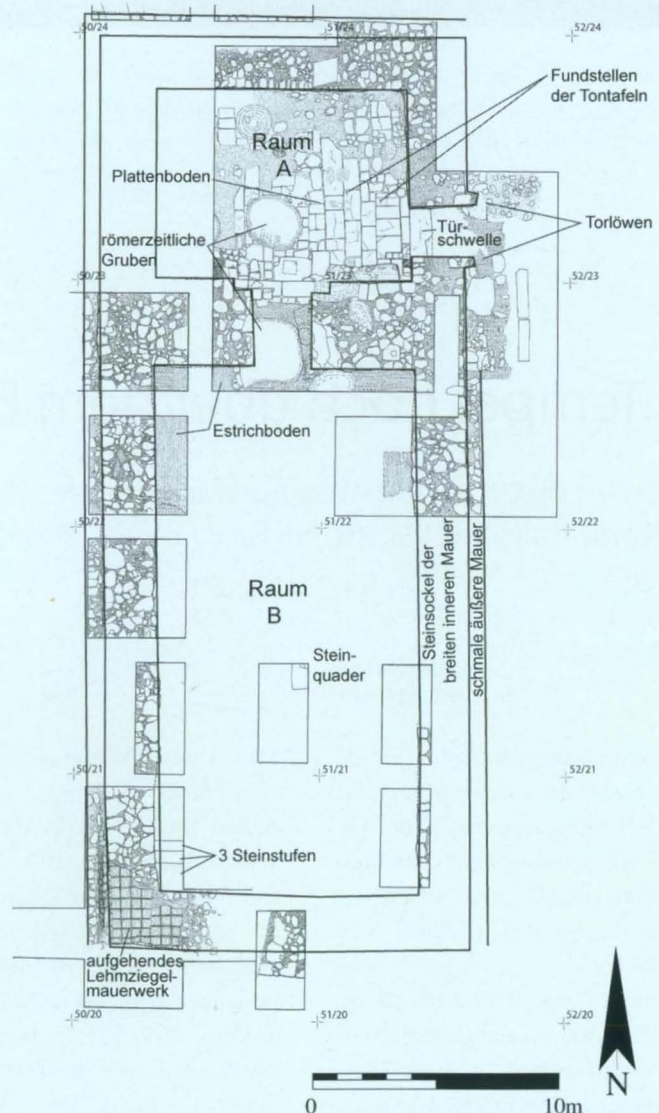 50/24
51/24
52/24
Fundstellen
der Tontafeln
Raum
A
Plattenboden
Tür-
schwelle
Torlöwen
römerzeitliche
Gruben
50/23
51/23
52/23
Estrichboden
50/22
51/22
52/22
Raum
B
Steinsockel der
breiten inneren Mauer
schmale äußere Mauer
Stein-
quader
50/21
51/21
52/21
3 Steinstufen
aufgehendes
Lehmziegel-
mauerwerk
50/20
51/20
52/20
N
0
10m